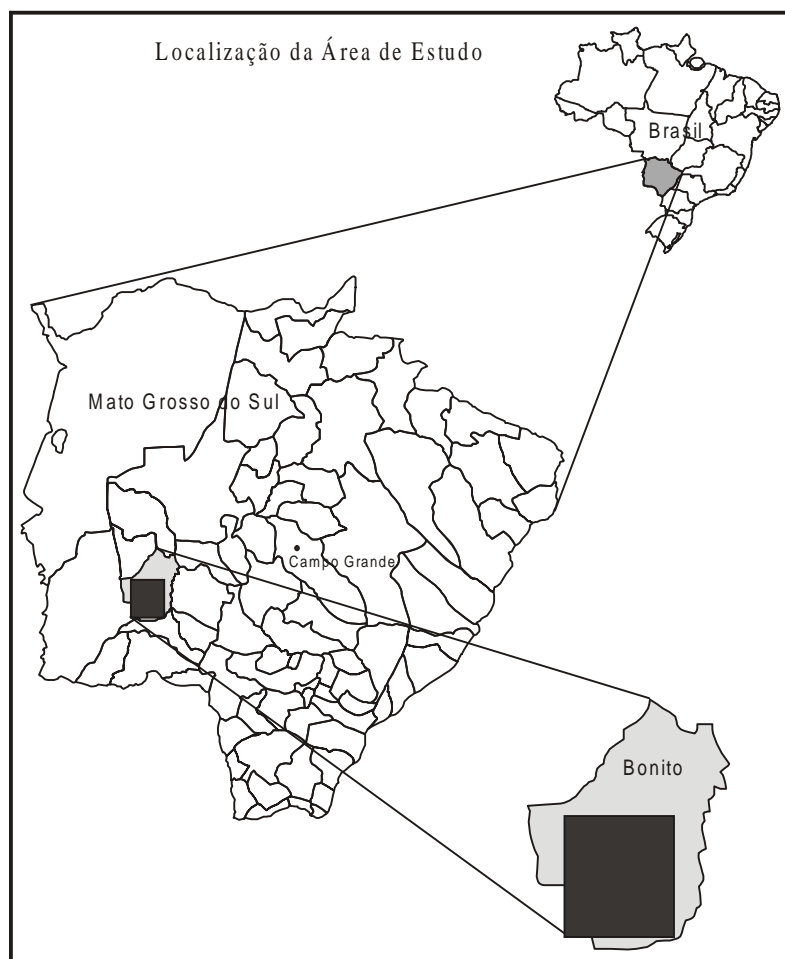 Localização da Área de Estudo
Brasil
Mato Grosso do Sul
Campo Grande
Bonito